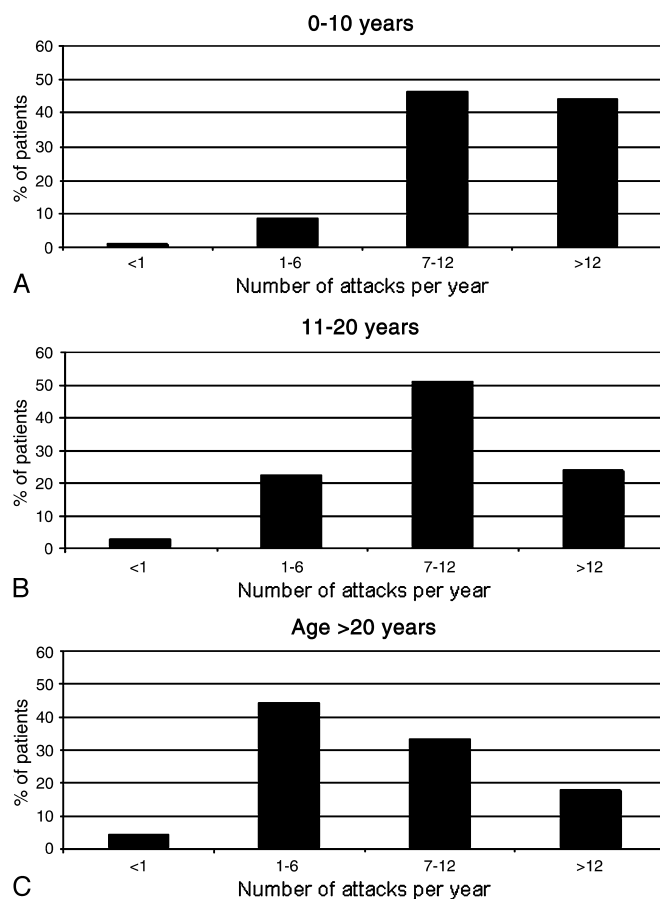 0-10 years
60
50
40
30
20
10
0
% of patients
<1 1-6 7-12 >12
Number of attacks per year
A
11-20 years
60
50
40
30
20
10
0
% of patients
<1 1-6 7-12 >12
Number of attacks per year
B
Age >20 years
60
50
40
30
20
10
0
% of patients
<1 1-6 7-12 >12
Number of attacks per year
C